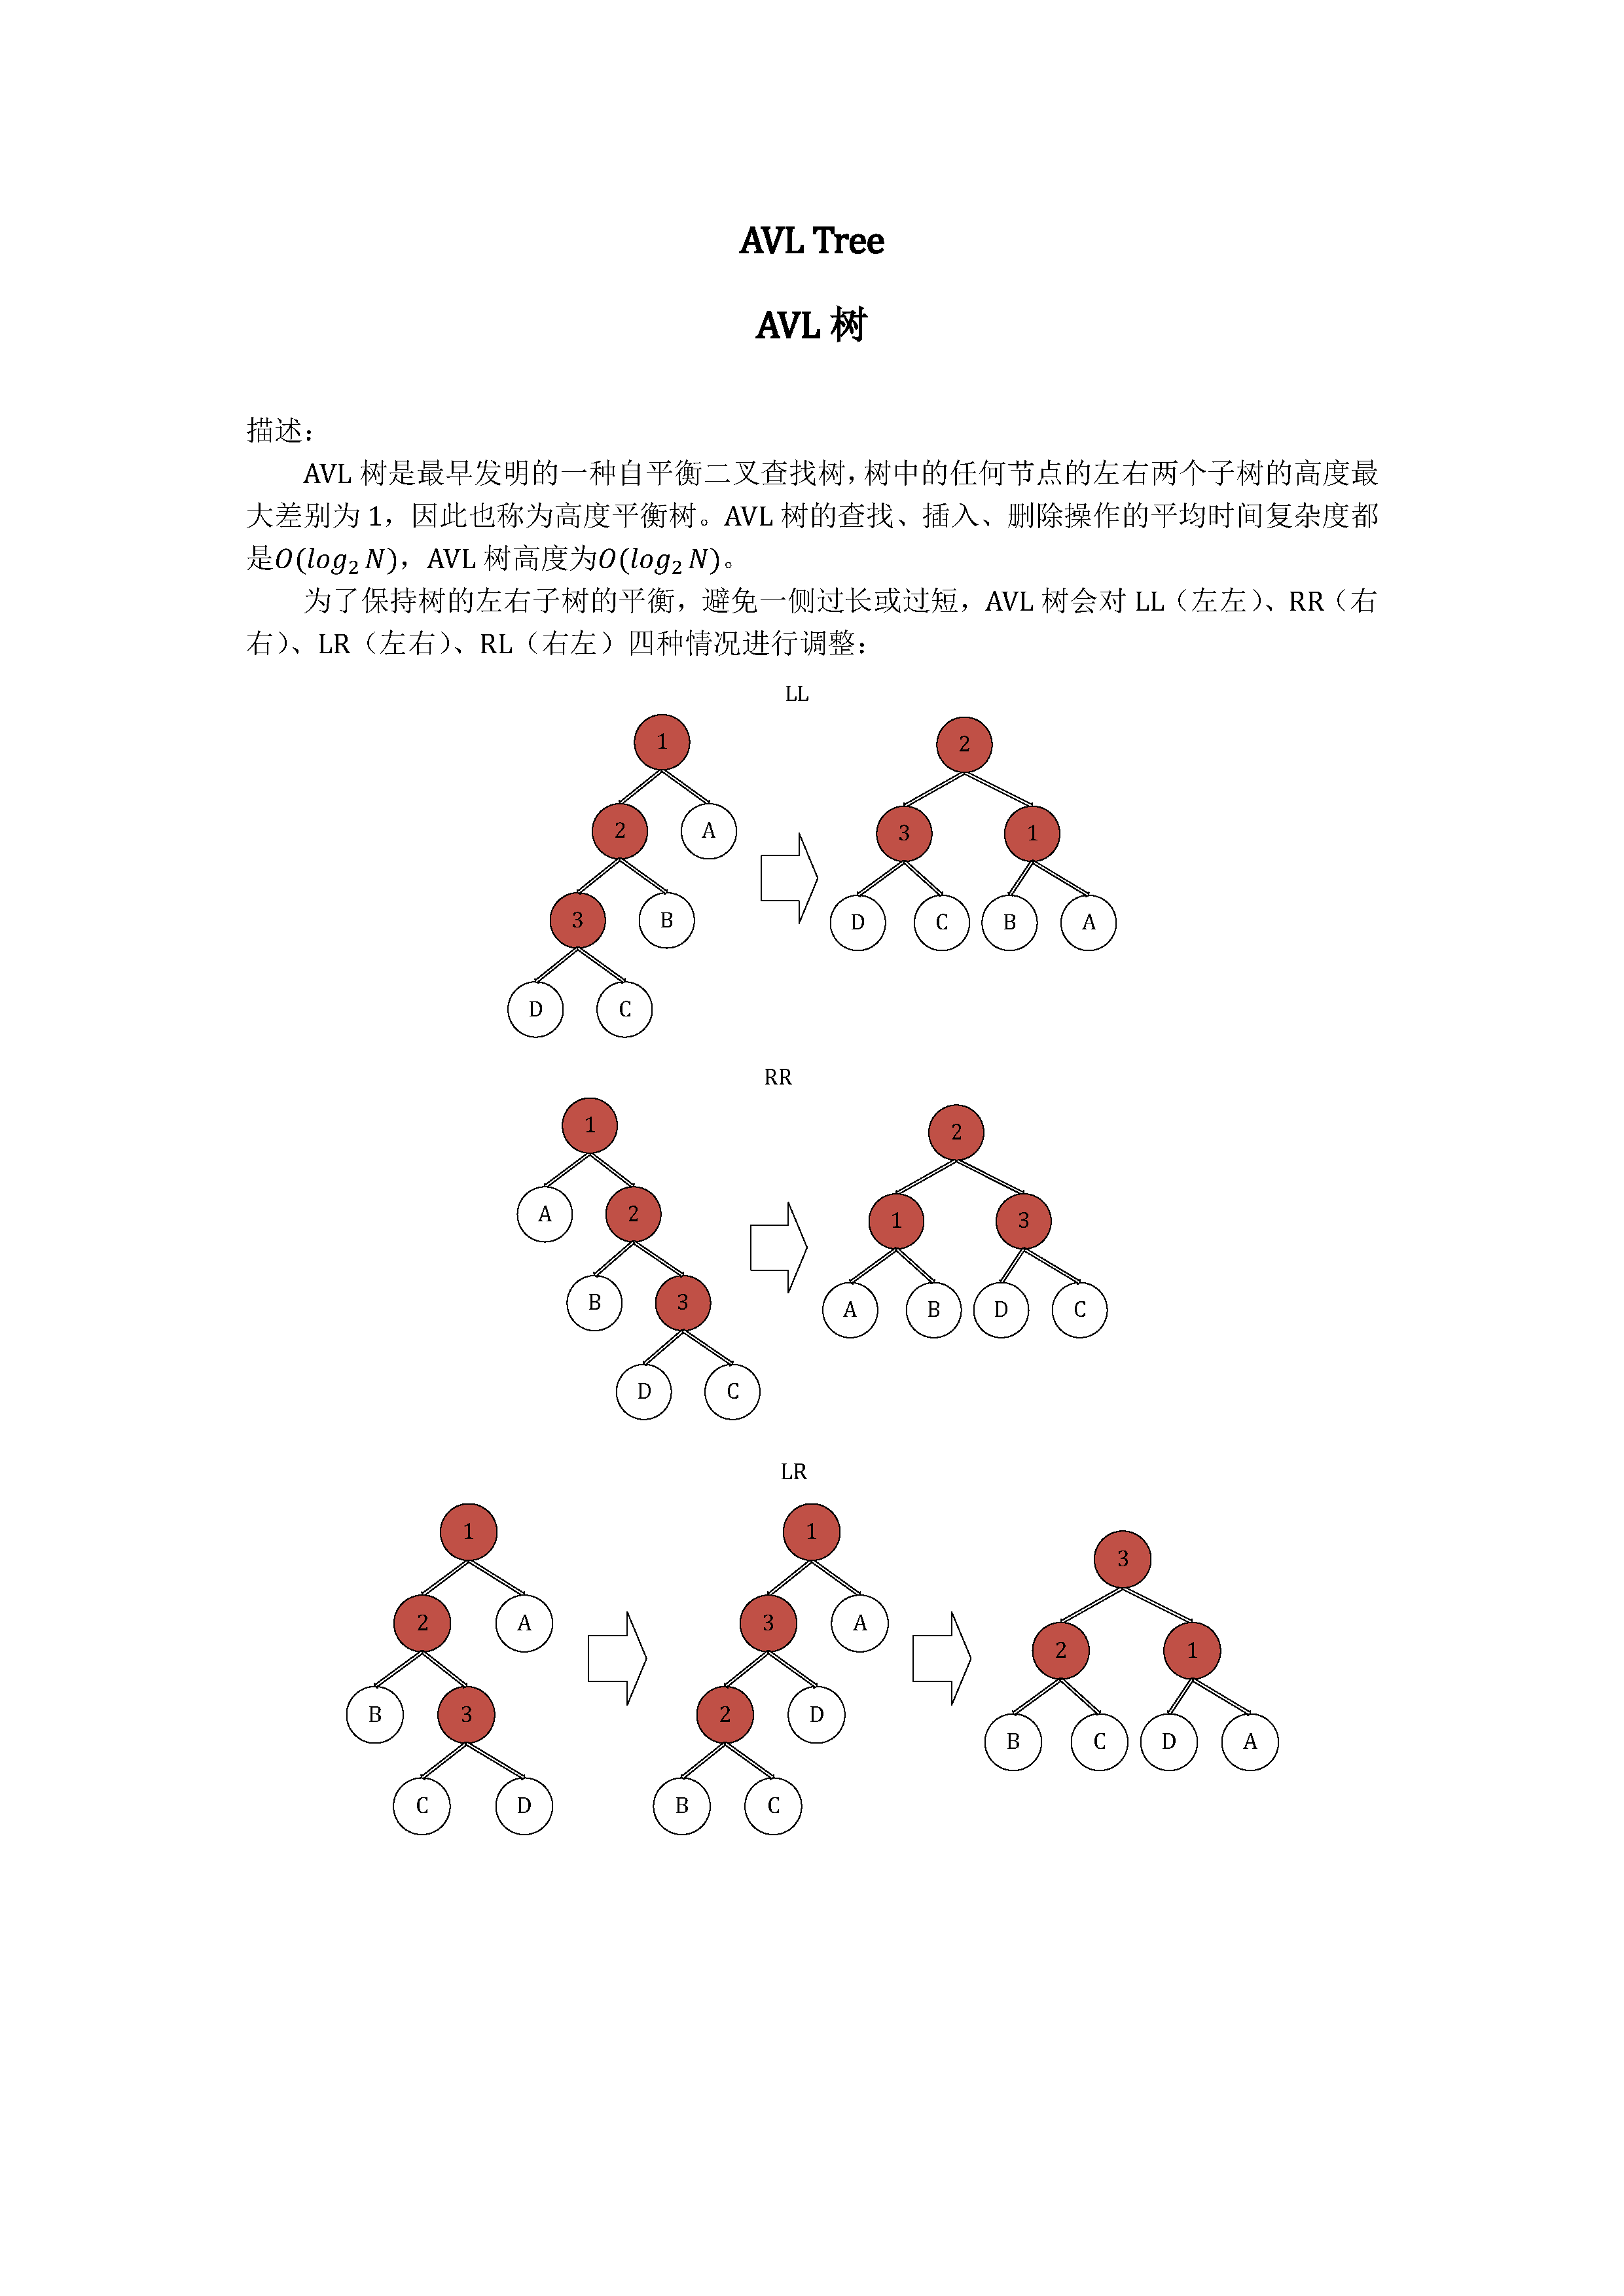 AVL Tree
AVL 树
描述：
AVL 树是最早发明的一种自平衡二叉查找树，树中的任何节点的左右两个子树的高度最
大差别为 1，因此也称为高度平衡树。AVL 树的查找、插入、删除操作的平均时间复杂度都
是O(log₂ N)，AVL 树高度为O(log₂ N)。
为了保持树的左右子树的平衡，避免一侧过长或过短，AVL 树会对 LL（左左）、RR（右
右）、LR（左右）、RL（右左）四种情况进行调整：
LL
1 2
2 A 3 1
3 B D C B A
D C
RR
1 2
A 2 1 3
B 3 A B D C
D C
LR
1 1 3
2 A 3 A 2 1
B 3 2 D B C D A
C D B C